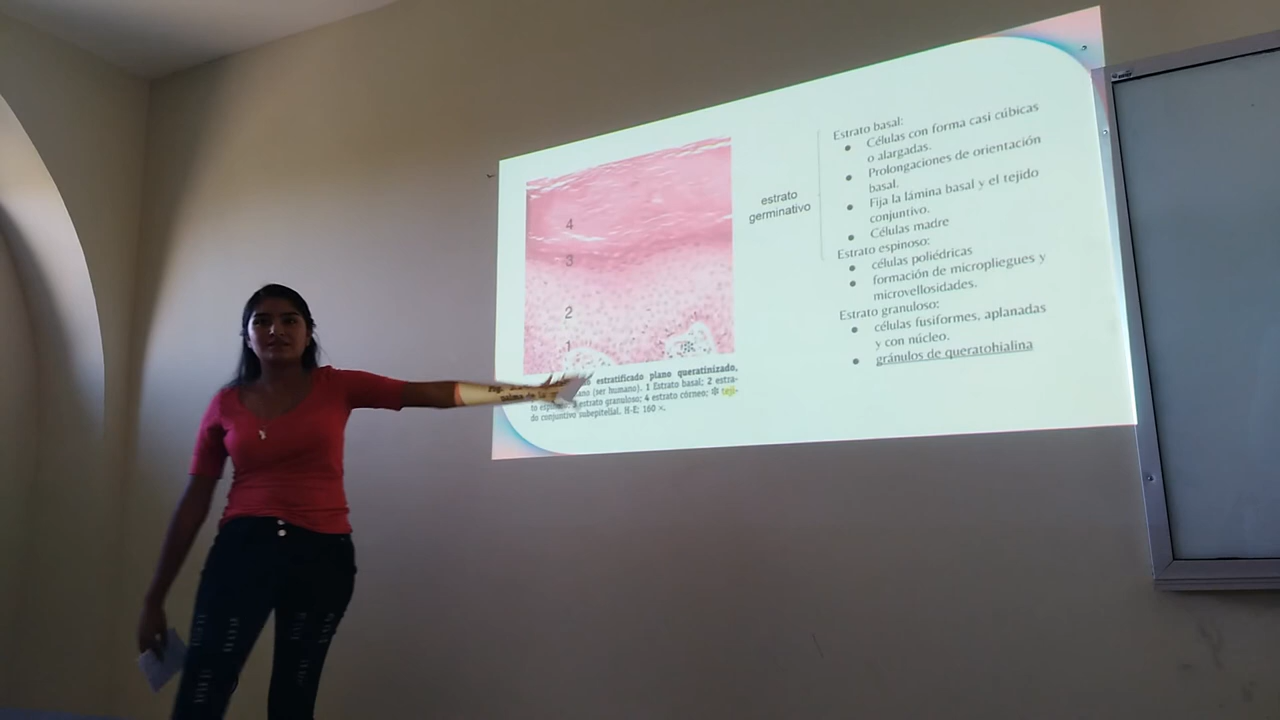 4
3
2
1
estratificado plano queratinizado,
(ser humano). 1 Estrato basal; 2 estra-
estrato granuloso; 4 estrato córneo; ✻ teji-
do conjuntivo subepitelial. H-E; 160 ×.
estrato
germinativo
Estrato basal:
● Células con forma casi cúbicas
o alargadas.
● Prolongaciones de orientación
basal.
● Fija la lámina basal y el tejido
conjuntivo.
● Células madre
Estrato espinoso:
● células poliédricas
● formación de micropliegues y
microvellosidades.
Estrato granuloso:
● células fusiformes, aplanadas
y con núcleo.
● gránulos de queratohialina